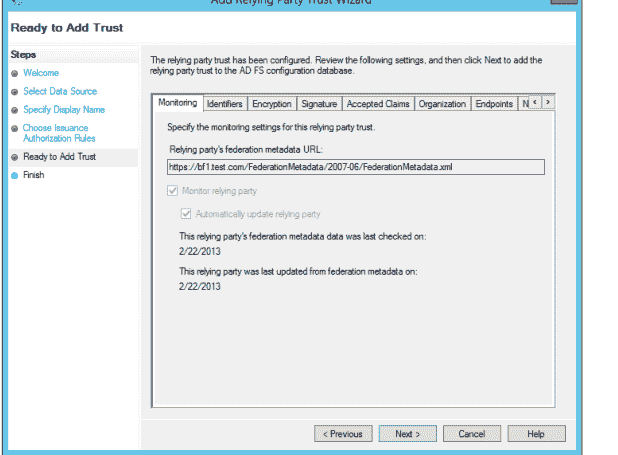 Add Relying Party Trust Wizard
Ready to Add Trust
Steps
Welcome
Select Data Source
Specify Display Name
Choose Issuance
Authorization Rules
Ready to Add Trust
Finish
The relying party trust has been configured. Review the following settings, and then click Next to add the
relying party trust to the AD FS configuration database.
Monitoring Identifiers Encryption Signature Accepted Claims Organization Endpoints N < >
Specify the monitoring settings for this relying party trust.
Relying party's federation metadata URL:
https://bf1.test.com/FederationMetadata/2007-06/FederationMetadata.xml
Monitor relying party
Automatically update relying party
This relying party's federation metadata data was last checked on:
2/22/2013
This relying party was last updated from federation metadata on:
2/22/2013
< Previous Next > Cancel Help